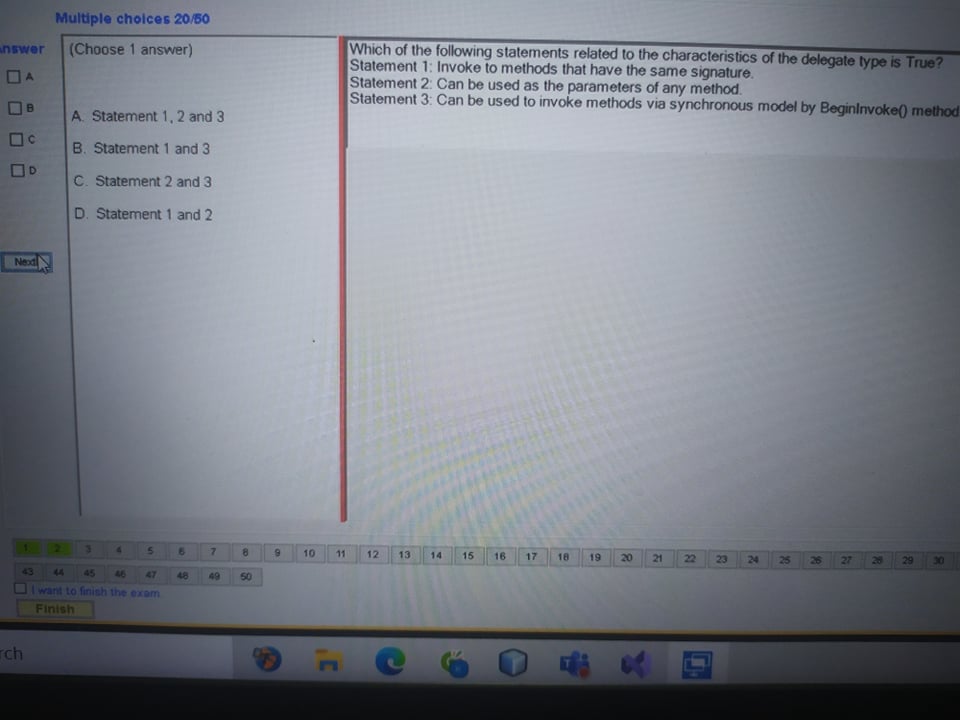 Multiple choices 20/50
nswer
(Choose 1 answer)
A
B
C
D
A. Statement 1, 2 and 3
B. Statement 1 and 3
C. Statement 2 and 3
D. Statement 1 and 2
Next
Which of the following statements related to the characteristics of the delegate type is True?
Statement 1: Invoke to methods that have the same signature.
Statement 2: Can be used as the parameters of any method.
Statement 3: Can be used to invoke methods via synchronous model by BeginInvoke() method
1 2 3 4 5 6 7 8 9 10 11 12 13 14 15 16 17 18 19 20 21 22 23 24 25 26 27 28 29 30
43 44 45 46 47 48 49 50
I want to finish the exam.
Finish
rch